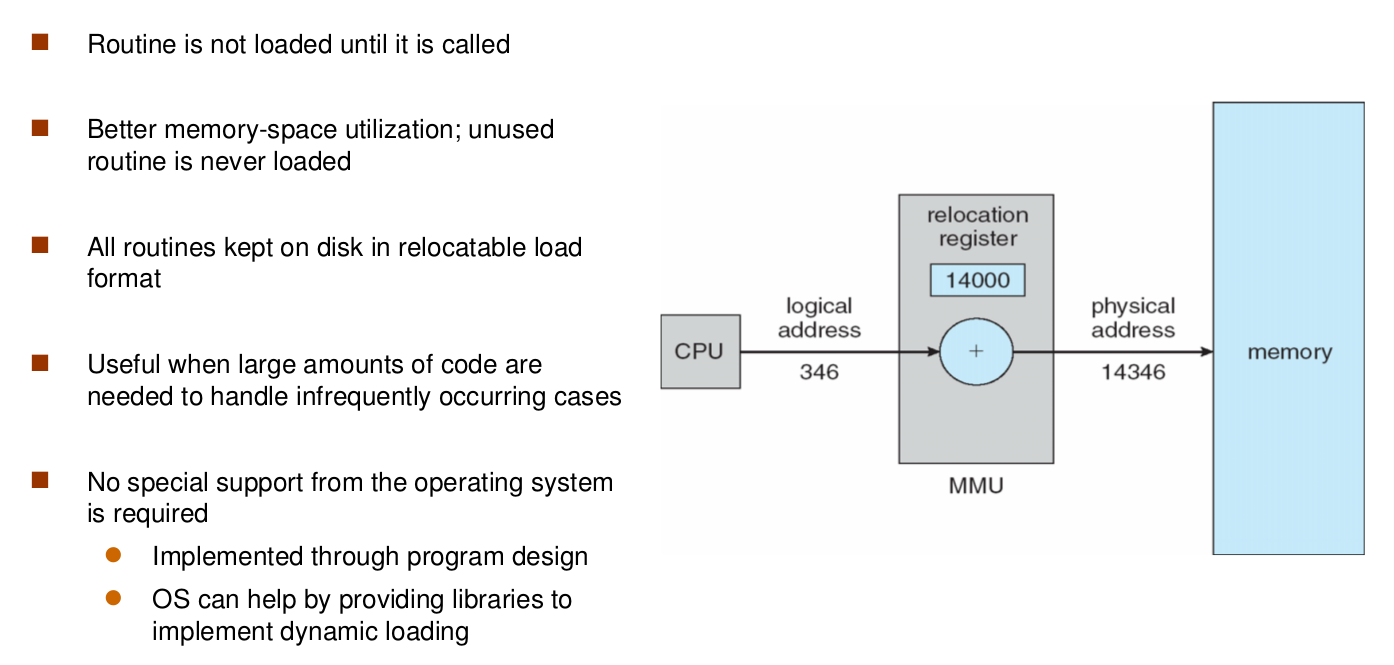 Routine is not loaded until it is called
Better memory-space utilization; unused
routine is never loaded
All routines kept on disk in relocatable load
format
Useful when large amounts of code are
needed to handle infrequently occurring cases
No special support from the operating system
is required
Implemented through program design
OS can help by providing libraries to
implement dynamic loading
relocation
register
14000
logical
address
346
CPU
+
physical
address
14346
memory
MMU